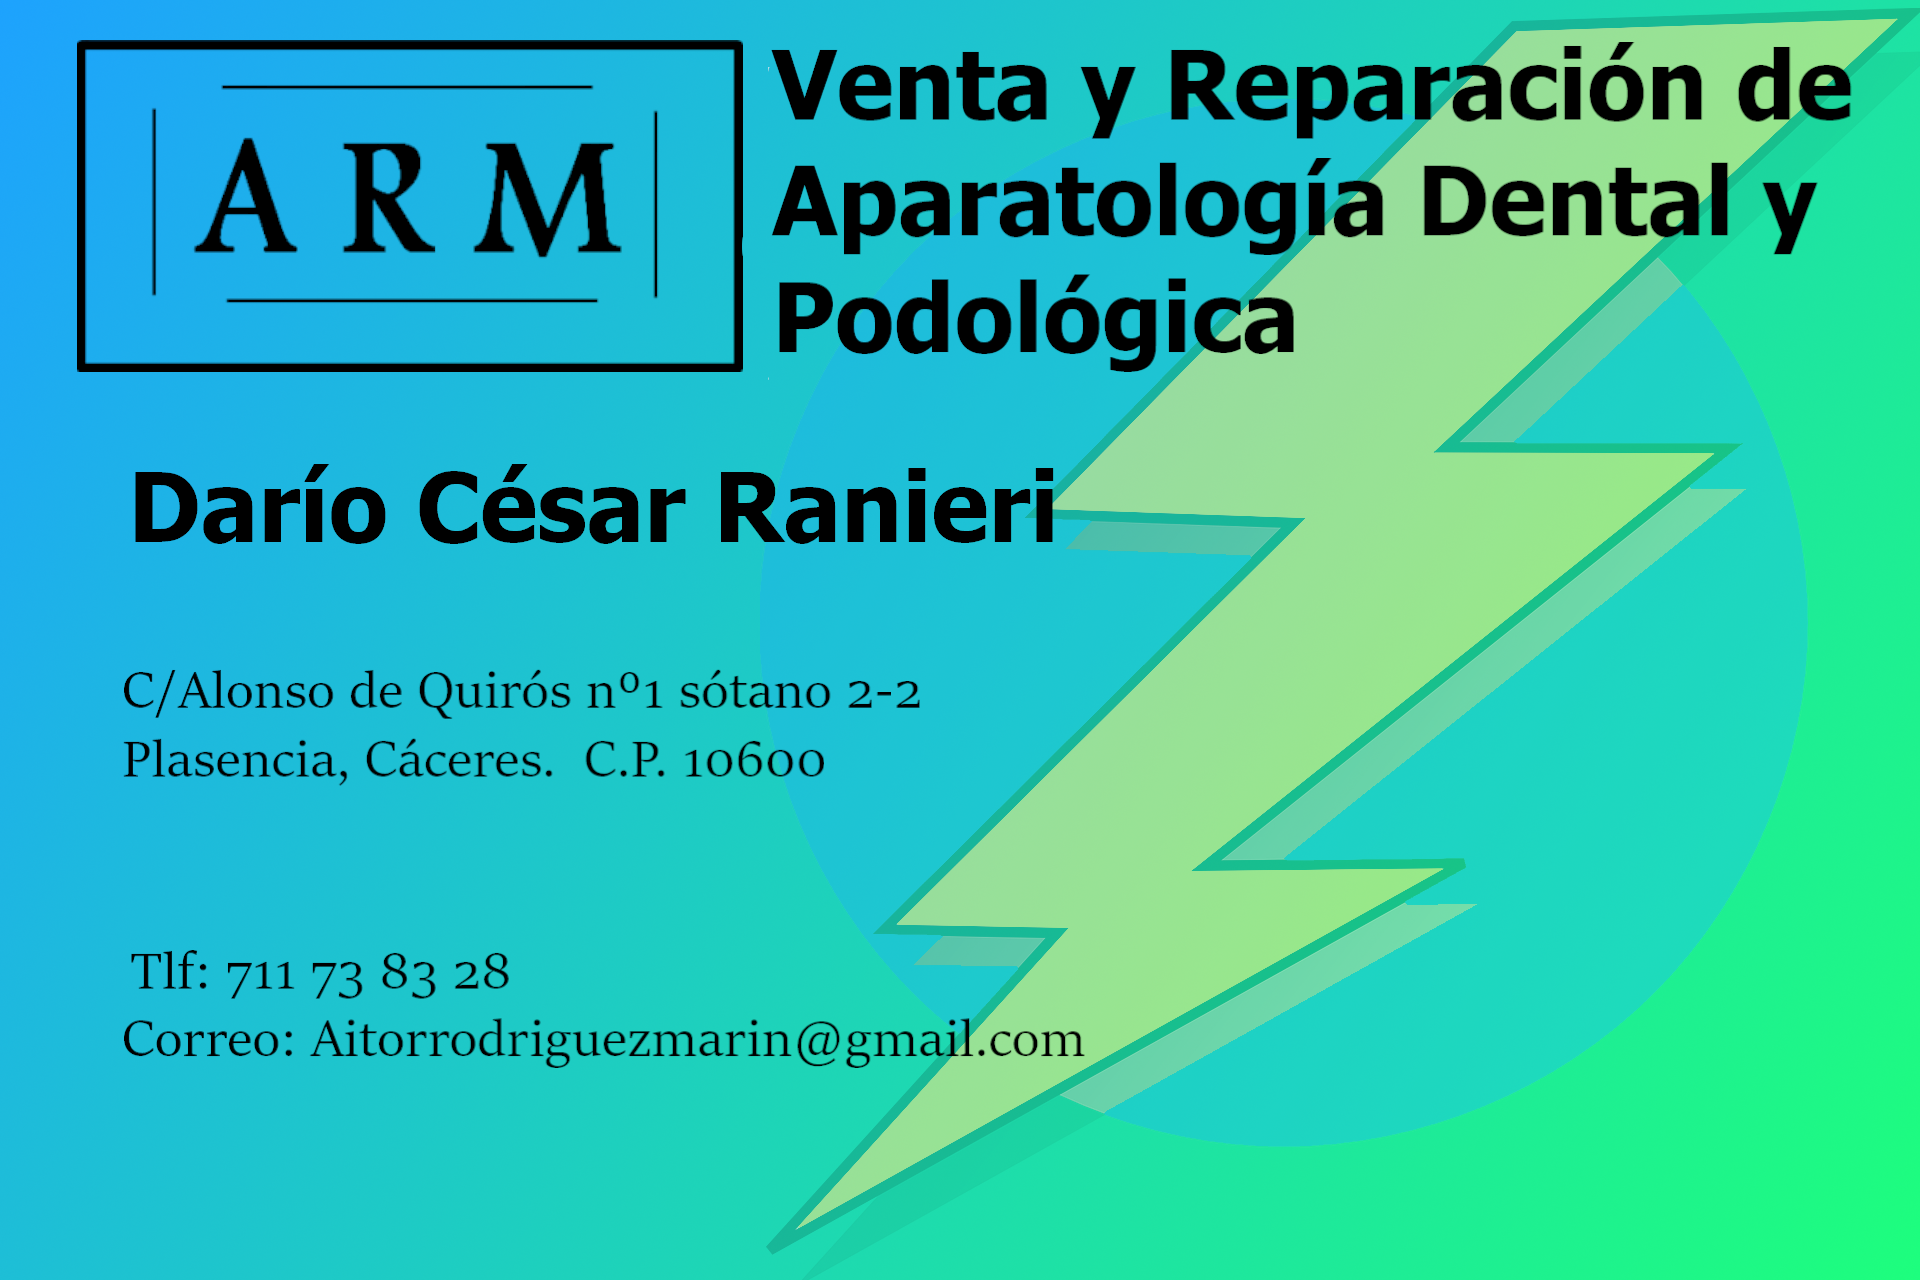 ARM
Venta y Reparación de
Aparatología Dental y
Podológica
Darío César Ranieri
C/Alonso de Quirós nº1 sótano 2-2
Plasencia, Cáceres.  C.P. 10600
Tlf: 711 73 83 28
Correo: Aitorrodriguezmarin@gmail.com